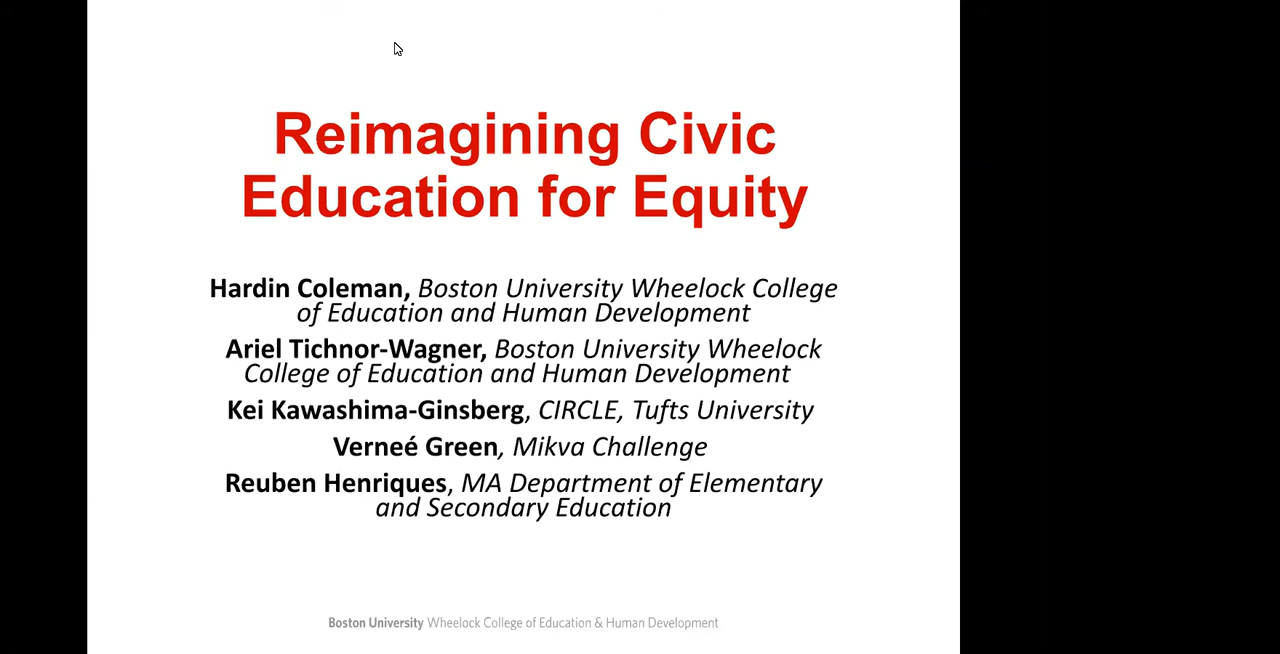 Reimagining Civic
Education for Equity
Hardin Coleman, Boston University Wheelock College
of Education and Human Development
Ariel Tichnor-Wagner, Boston University Wheelock
College of Education and Human Development
Kei Kawashima-Ginsberg, CIRCLE, Tufts University
Verneé Green, Mikva Challenge
Reuben Henriques, MA Department of Elementary
and Secondary Education
Boston University Wheelock College of Education & Human Development